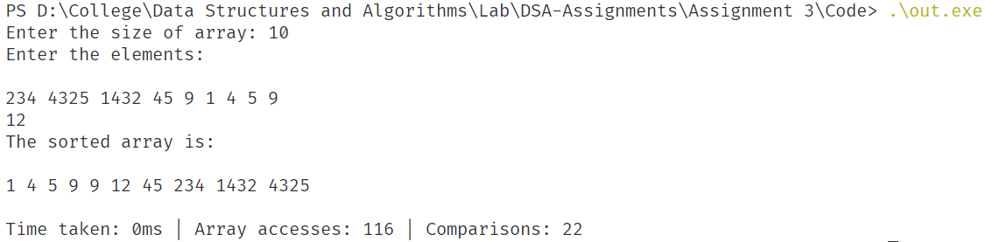 PS D:\College\Data Structures and Algorithms\Lab\DSA-Assignments\Assignment 3\Code> .\out.exe
Enter the size of array: 10
Enter the elements:
234 4325 1432 45 9 1 4 5 9
12
The sorted array is:
1 4 5 9 9 12 45 234 1432 4325
Time taken: 0ms | Array accesses: 116 | Comparisons: 22